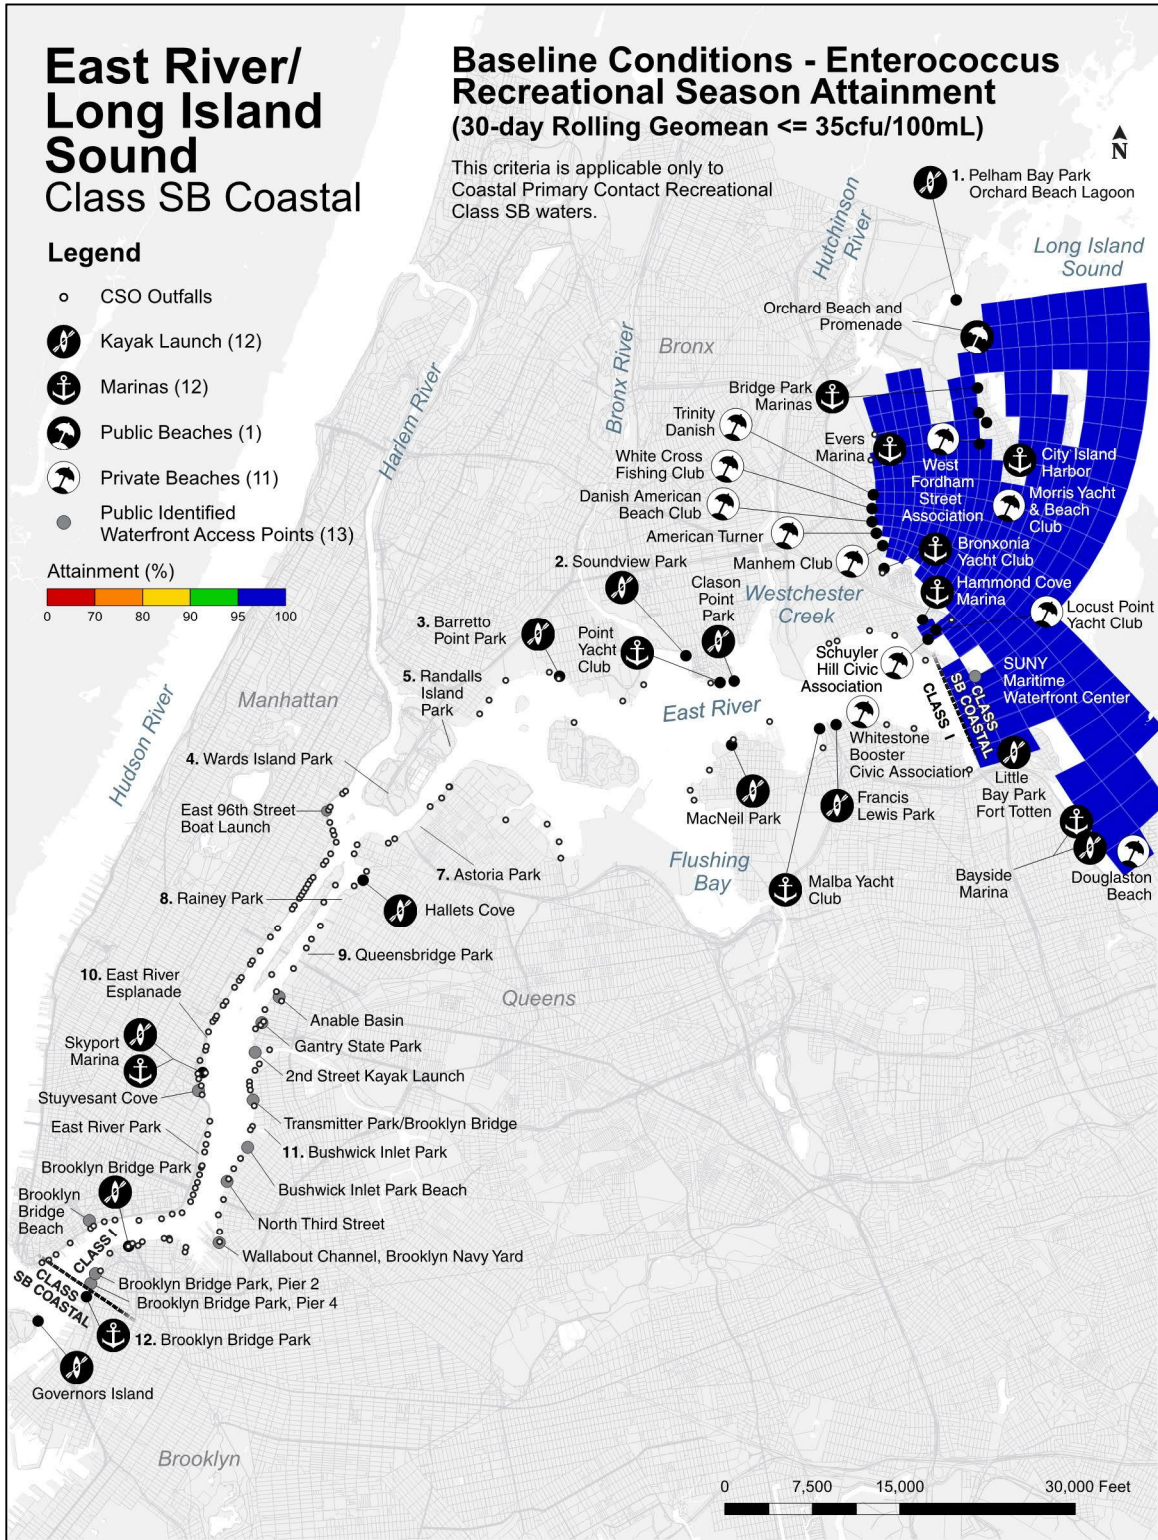 East River/
Long Island
Sound
Class SB Coastal
Baseline Conditions - Enterococcus
Recreational Season Attainment
(30-day Rolling Geomean <= 35cfu/100mL)
This criteria is applicable only to
Coastal Primary Contact Recreational
Class SB waters.
N
Legend
CSO Outfalls
Kayak Launch (12)
Marinas (12)
Public Beaches (1)
Private Beaches (11)
Public Identified
Waterfront Access Points (13)
Attainment (%)
0 70 80 90 95 100
1. Pelham Bay Park
Orchard Beach Lagoon
Hutchinson
River
Long Island
Sound
Orchard Beach and
Promenade
Bronx
Bronx River
Harlem River
Bridge Park
Marinas
Trinity
Danish
Evers
Marina
White Cross
Fishing Club
West
Fordham
Street
Association
City Island
Harbor
Danish American
Beach Club
Morris Yacht
& Beach
Club
American Turner
Bronxonia
Yacht Club
Manhem Club
2. Soundview Park
Clason
Point
Park
Westchester
Creek
Hammond Cove
Marina
Locust Point
Yacht Club
3. Barretto
Point Park
Point
Yacht
Club
Schuyler
Hill Civic
Association
SUNY
Maritime
Waterfront Center
5. Randalls
Island
Park
Manhattan
Hudson River
East River
CLASS I
CLASS
SB COASTAL
Whitestone
Booster
Civic Association
4. Wards Island Park
Little
Bay Park
Fort Totten
East 96th Street
Boat Launch
MacNeil Park
Francis
Lewis Park
7. Astoria Park
Flushing
Bay
Malba Yacht
Club
Bayside
Marina
Douglaston
Beach
8. Rainey Park
Hallets Cove
9. Queensbridge Park
10. East River
Esplanade
Queens
Anable Basin
Skyport
Marina
Gantry State Park
2nd Street Kayak Launch
Stuyvesant Cove
Transmitter Park/Brooklyn Bridge
East River Park
11. Bushwick Inlet Park
Brooklyn Bridge Park
Bushwick Inlet Park Beach
Brooklyn
Bridge
Beach
North Third Street
CLASS I
Wallabout Channel, Brooklyn Navy Yard
CLASS
SB COASTAL
Brooklyn Bridge Park, Pier 2
Brooklyn Bridge Park, Pier 4
12. Brooklyn Bridge Park
Governors Island
Brooklyn
0 7,500 15,000 30,000 Feet